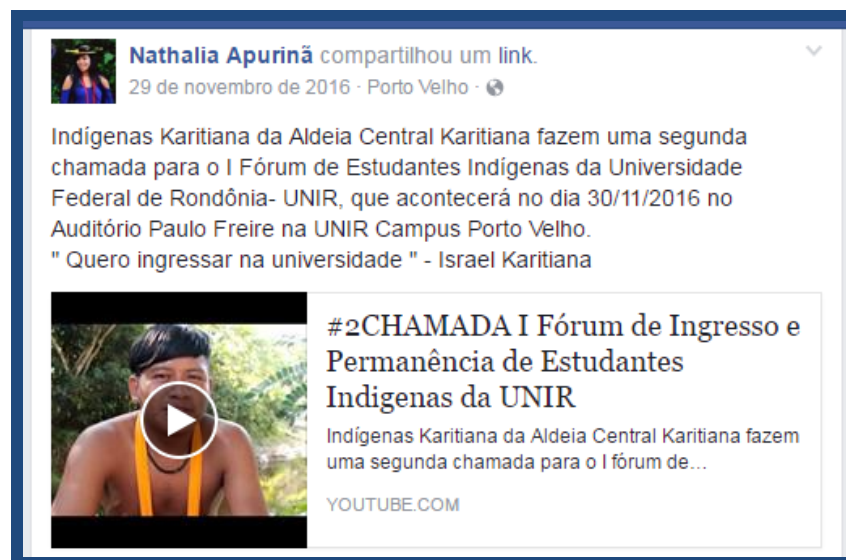 Nathalia Apurinã compartilhou um link.
29 de novembro de 2016 · Porto Velho ·
Indígenas Karitiana da Aldeia Central Karitiana fazem uma segunda
chamada para o I Fórum de Estudantes Indígenas da Universidade
Federal de Rondônia- UNIR, que acontecerá no dia 30/11/2016 no
Auditório Paulo Freire na UNIR Campus Porto Velho.
" Quero ingressar na universidade " - Israel Karitiana
#2CHAMADA I Fórum de Ingresso e
Permanência de Estudantes
Indigenas da UNIR
Indígenas Karitiana da Aldeia Central Karitiana fazem
uma segunda chamada para o I fórum de...
YOUTUBE.COM